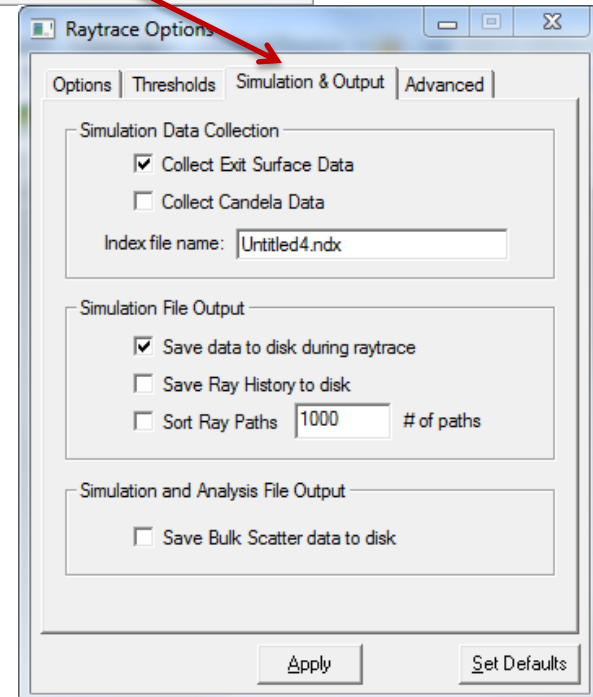 Raytrace Options
Options Thresholds Simulation & Output Advanced
Simulation Data Collection
Collect Exit Surface Data
Collect Candela Data
Index file name: Untitled4.ndx
Simulation File Output
Save data to disk during raytrace
Save Ray History to disk
Sort Ray Paths 1000 # of paths
Simulation and Analysis File Output
Save Bulk Scatter data to disk
Apply Set Defaults